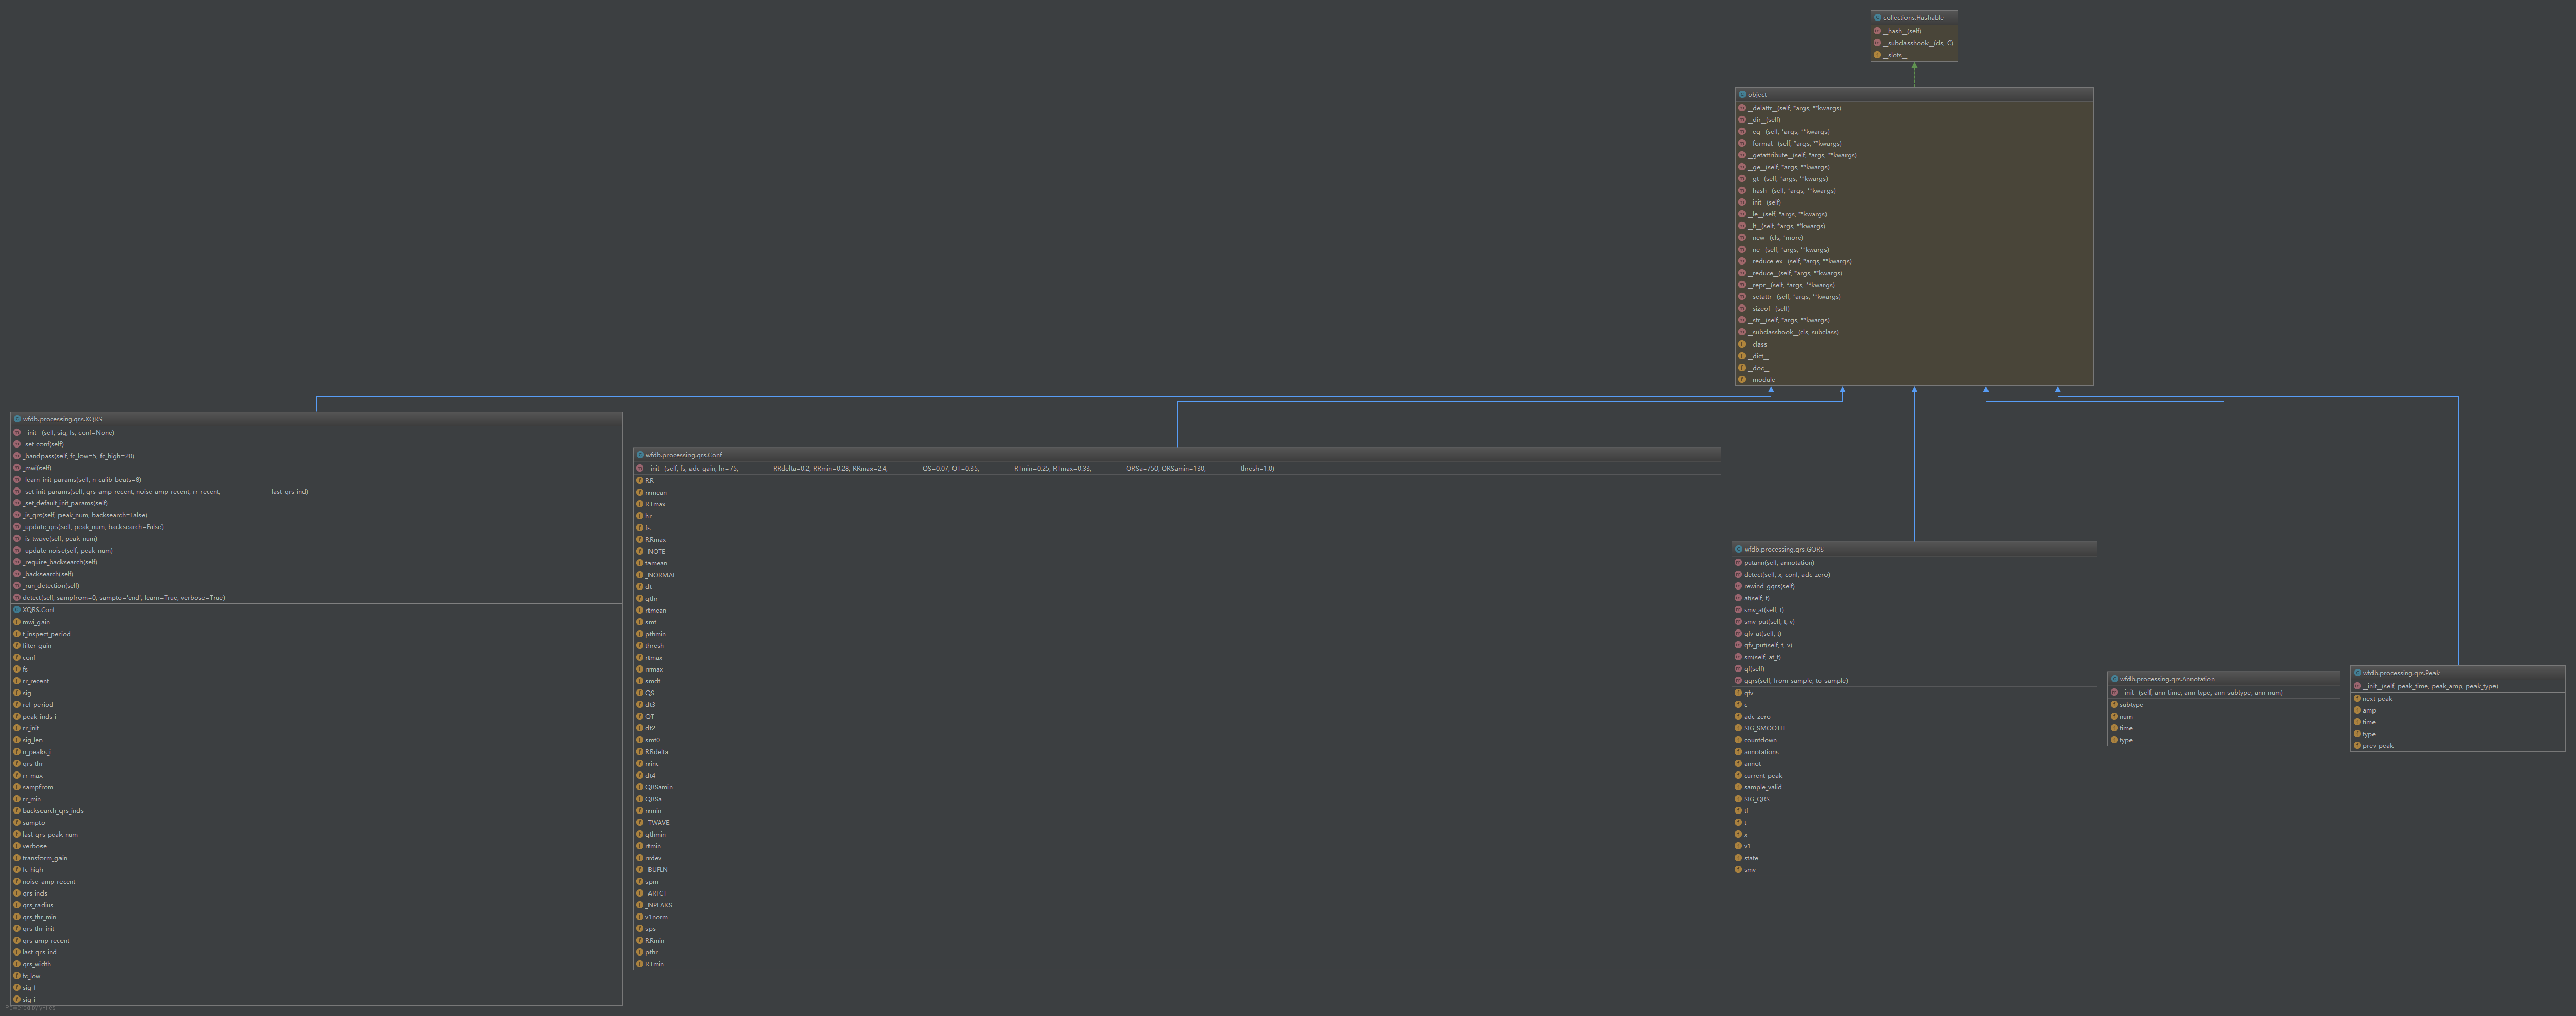 collections.Hashable
__hash__(self)
__subclasshook__(cls, C)
__slots__
object
__delattr__(self, *args, **kwargs)
__dir__(self)
__eq__(self, *args, **kwargs)
__format__(self, *args, **kwargs)
__getattribute__(self, *args, **kwargs)
__ge__(self, *args, **kwargs)
__gt__(self, *args, **kwargs)
__hash__(self, *args, **kwargs)
__init__(self)
__le__(self, *args, **kwargs)
__lt__(self, *args, **kwargs)
__new__(cls, *more)
__ne__(self, *args, **kwargs)
__reduce_ex__(self, *args, **kwargs)
__reduce__(self, *args, **kwargs)
__repr__(self, *args, **kwargs)
__setattr__(self, *args, **kwargs)
__sizeof__(self)
__str__(self, *args, **kwargs)
__subclasshook__(cls, subclass)
__class__
__dict__
__doc__
__module__
wfdb.processing.qrs.XQRS
__init__(self, sig, fs, conf=None)
_set_conf(self)
_bandpass(self, fc_low=5, fc_high=20)
_mwi(self)
_learn_init_params(self, n_calib_beats=8)
_set_init_params(self, qrs_amp_recent, noise_amp_recent, rr_recent, last_qrs_ind)
_set_default_init_params(self)
_is_qrs(self, peak_num, backsearch=False)
_update_qrs(self, peak_num, backsearch=False)
_is_twave(self, peak_num)
_update_noise(self, peak_num)
_require_backsearch(self)
_backsearch(self)
_run_detection(self)
detect(self, sampfrom=0, sampto='end', learn=True, verbose=True)
XQRS.Conf
mwi_gain
t_inspect_period
filter_gain
conf
fs
rr_recent
sig
ref_period
peak_inds_i
rr_init
sig_len
n_peaks_i
qrs_thr
rr_max
sampfrom
rr_min
backsearch_qrs_inds
sampto
last_qrs_peak_num
verbose
transform_gain
fc_high
noise_amp_recent
qrs_inds
qrs_radius
qrs_thr_min
qrs_thr_init
qrs_amp_recent
last_qrs_ind
qrs_width
fc_low
sig_f
sig_i
Powered by yFiles
wfdb.processing.qrs.Conf
__init__(self, fs, adc_gain, hr=75, RRdelta=0.2, RRmin=0.28, RRmax=2.4, QS=0.07, QT=0.35, RTmin=0.25, RTmax=0.33, QRSa=750, QRSamin=130, thresh=1.0)
RR
rrmean
RTmax
hr
fs
RRmax
_NOTE
tamean
_NORMAL
dt
qthr
rtmean
smt
pthmin
thresh
rtmax
rrmax
smdt
QS
dt3
QT
dt2
smt0
RRdelta
rrinc
dt4
QRSamin
QRSa
rrmin
_TWAVE
qthmin
rtmin
rrdev
_BUFLN
spm
_ARFCT
_NPEAKS
v1norm
sps
RRmin
pthr
RTmin
wfdb.processing.qrs.GQRS
putann(self, annotation)
detect(self, x, conf, adc_zero)
rewind_gqrs(self)
at(self, t)
smv_at(self, t)
smv_put(self, t, v)
qfv_at(self, t)
qfv_put(self, t, v)
sm(self, at_t)
qf(self)
gqrs(self, from_sample, to_sample)
qfv
c
adc_zero
SIG_SMOOTH
countdown
annotations
annot
current_peak
sample_valid
SIG_QRS
tf
t
x
v1
state
smv
wfdb.processing.qrs.Annotation
__init__(self, ann_time, ann_type, ann_subtype, ann_num)
subtype
num
time
type
wfdb.processing.qrs.Peak
__init__(self, peak_time, peak_amp, peak_type)
next_peak
amp
time
type
prev_peak